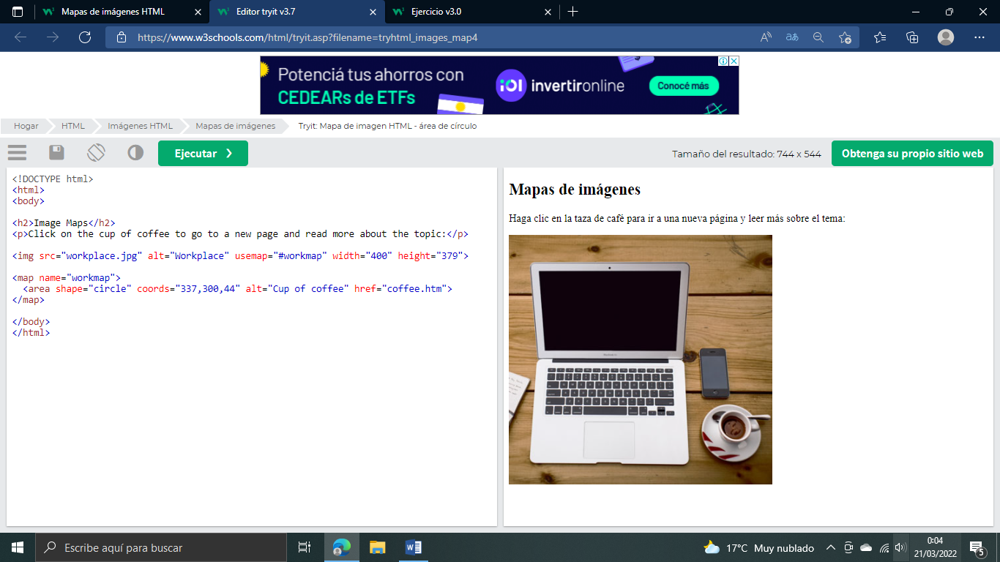 Mapas de imágenes HTML
Editor tryit v3.7
Ejercicio v3.0
https://www.w3schools.com/html/tryit.asp?filename=tryhtml_images_map4
Potenciá tus ahorros con
CEDEARs de ETFs
invertironline
Conocé más
Hogar
HTML
Imágenes HTML
Mapas de imágenes
Tryit: Mapa de imagen HTML - área de círculo
Ejecutar ❯
Tamaño del resultado: 744 x 544
Obtenga su propio sitio web
<!DOCTYPE html>
<html>
<body>
<h2>Image Maps</h2>
<p>Click on the cup of coffee to go to a new page and read more about the topic:</p>
<img src="workplace.jpg" alt="Workplace" usemap="#workmap" width="400" height="379">
<map name="workmap">
<area shape="circle" coords="337,300,44" alt="Cup of coffee" href="coffee.htm">
</map>
</body>
</html>
Mapas de imágenes
Haga clic en la taza de café para ir a una nueva página y leer más sobre el tema:
Escribe aquí para buscar
17°C Muy nublado
0:04
21/03/2022
5